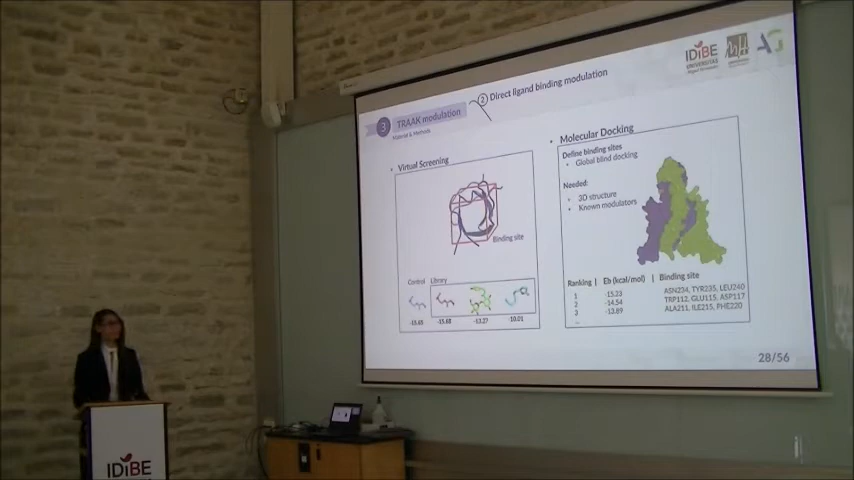 IDiBE
UNIVERSITAS
Miguel Hernández
3
TRAAK modulation
Material & Methods
2
Direct ligand binding modulation
• Virtual Screening
Binding site
Control
Library
-15.68
-13.27
-10.01
• Molecular Docking
Define binding sites
• Global blind docking
Needed:
• 3D structure
• Known modulators
Ranking | Eb (kcal/mol) | Binding site
1 -15.23 ASN234, TYR235, LEU240
2 -14.54 TRP112, GLU115, ASP117
3 -13.89 ALA211, ILE215, PHE220
...
28/56
IDiBE